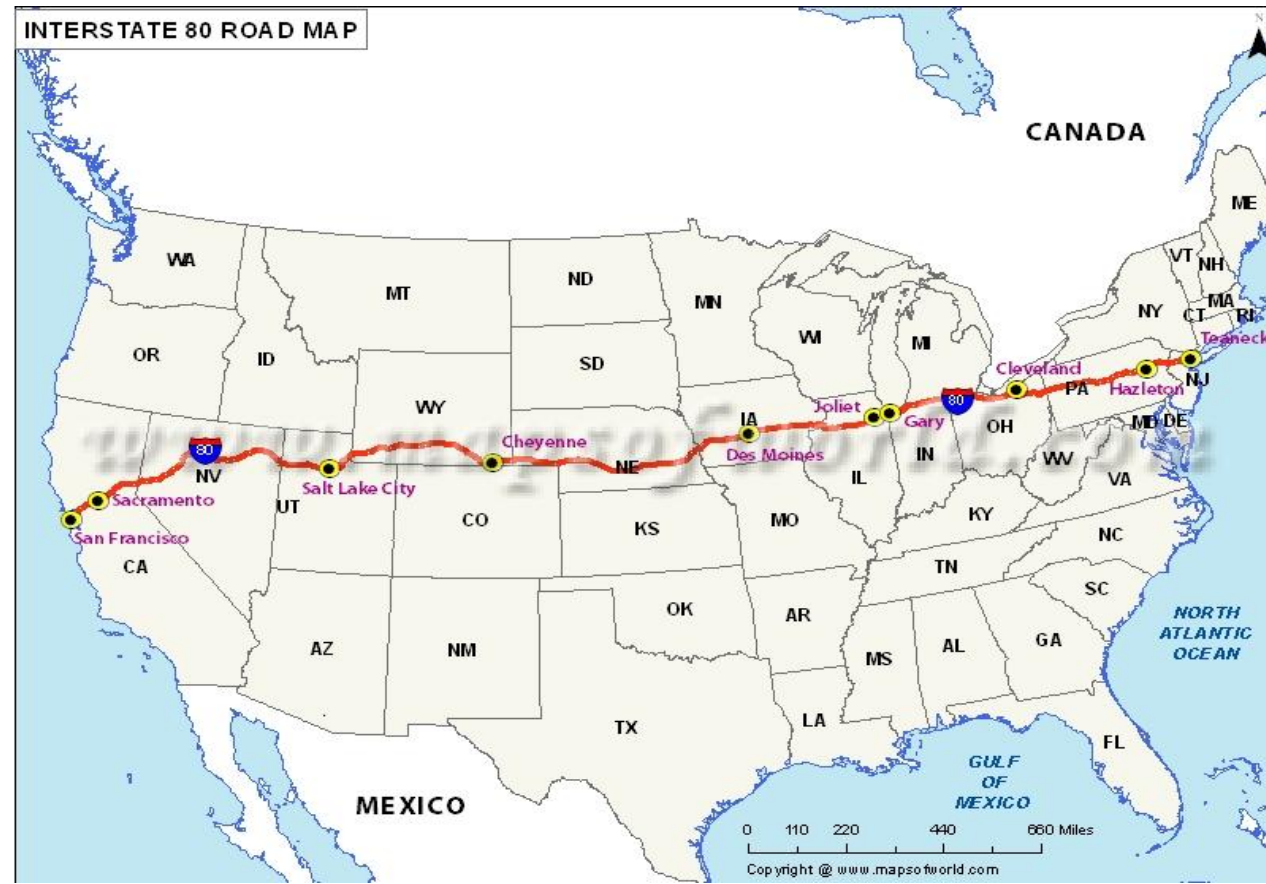 INTERSTATE 80 ROAD MAP
N
CANADA
ME
WA
VT
NH
MT
ND
MN
MA
NY
CT
RI
OR
ID
SD
WI
MI
Teaneck
Cleveland
PA
Hazleton
NJ
WY
Joliet
80
IA
Gary
OH
MD
DE
www.mapsofworld.com
80
Cheyenne
Des Moines
NE
IN
WV
NV
Salt Lake City
VA
Sacramento
UT
IL
CO
KS
MO
KY
San Francisco
NC
CA
TN
SC
OK
AR
NORTH
ATLANTIC
OCEAN
AZ
NM
MS
AL
GA
TX
LA
FL
GULF
OF
MEXICO
MEXICO
0 110 220 440 660 Miles
Copyright @ www.mapsofworld.com